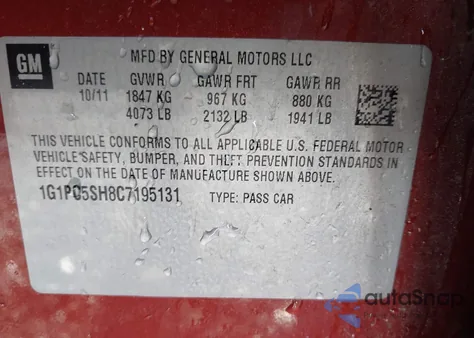 GM
MFD BY GENERAL MOTORS LLC
DATE GVWR GAWR FRT GAWR RR
10/11 1847 KG 967 KG 880 KG
4073 LB 2132 LB 1941 LB
THIS VEHICLE CONFORMS TO ALL APPLICABLE U.S. FEDERAL MOTOR
VEHICLE SAFETY, BUMPER, AND THEFT PREVENTION STANDARDS IN
EFFECT ON THE DATE OF MANUFACTURE SHOWN ABOVE.
1G1PC5SH8C7195131 TYPE: PASS CAR
autoSnap